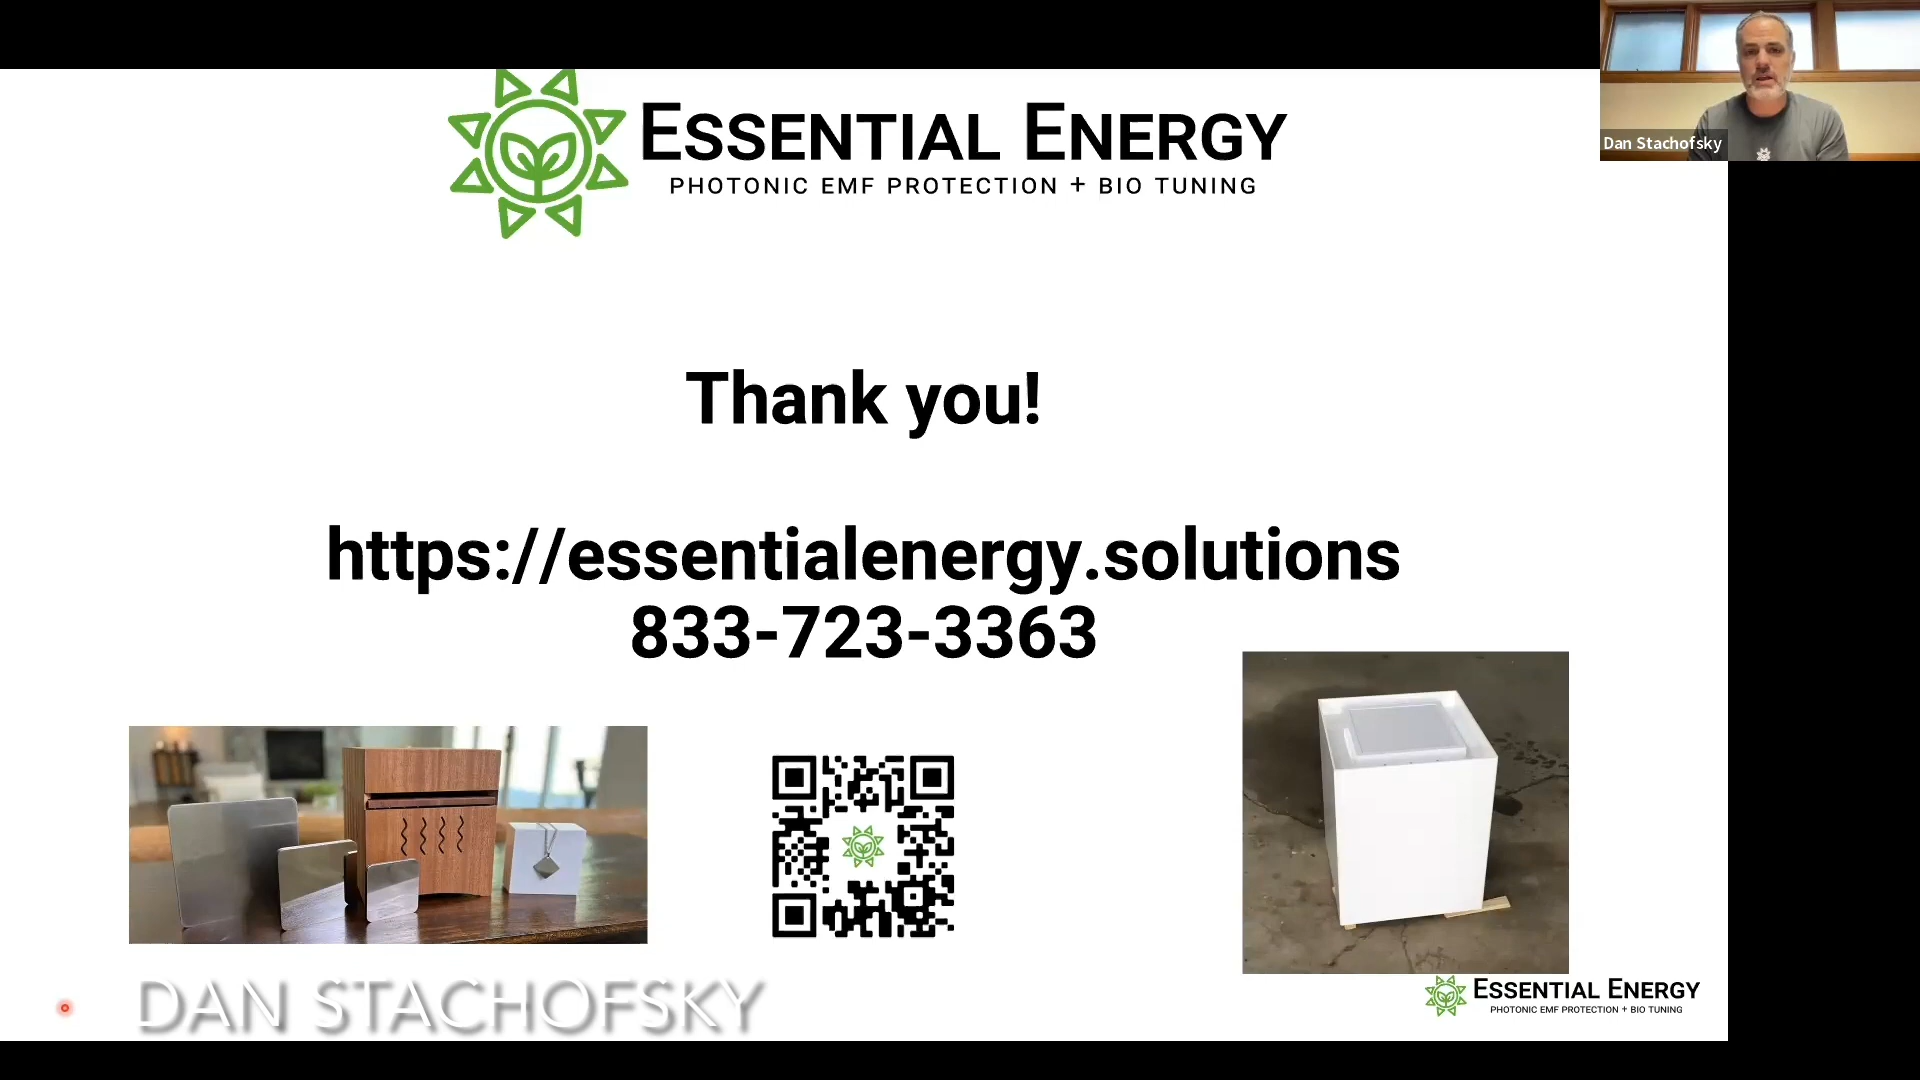 ESSENTIAL ENERGY
PHOTONIC EMF PROTECTION + BIO TUNING
Dan Stachofsky
Thank you!
https://essentialenergy.solutions
833-723-3363
DAN STACHOFSKY
ESSENTIAL ENERGY
PHOTONIC EMF PROTECTION + BIO TUNING